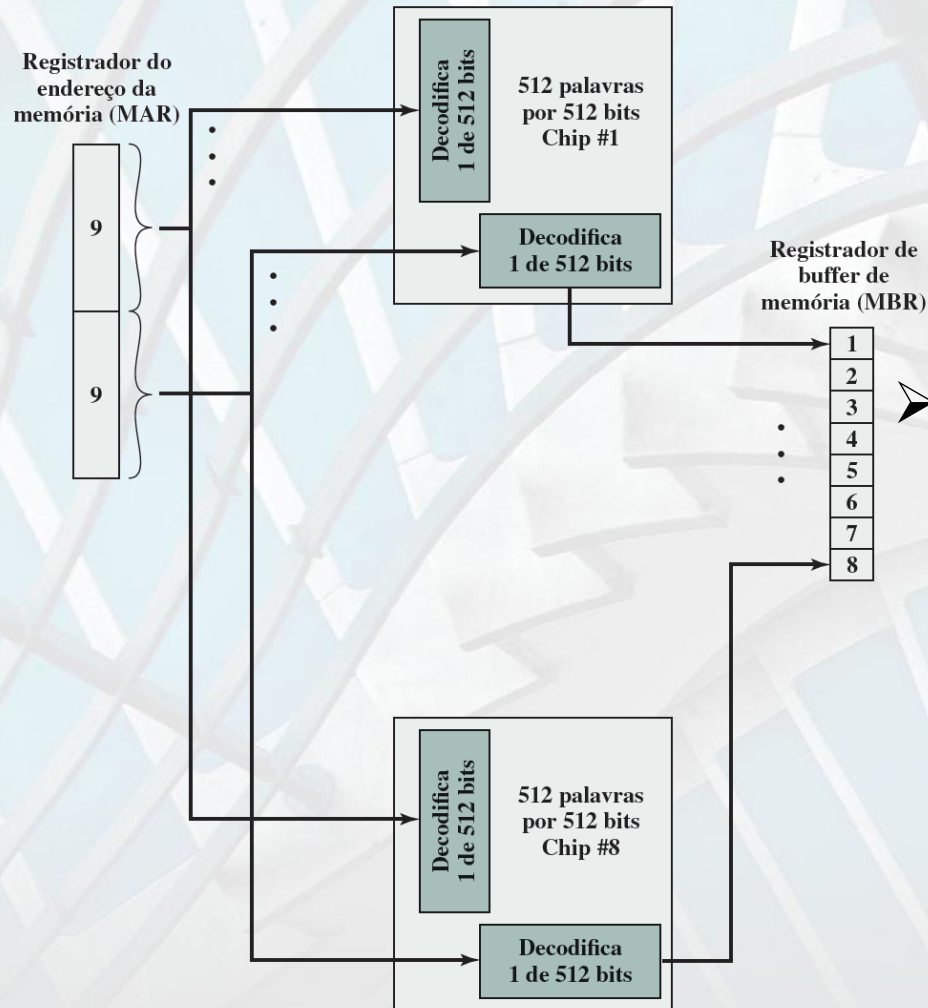 Registrador do
endereço da
memória (MAR)
9
9
Decodifica
1 de 512 bits
512 palavras
por 512 bits
Chip #1
Decodifica
1 de 512 bits
Registrador de
buffer de
memória (MBR)
1
2
3
4
5
6
7
8
Decodifica
1 de 512 bits
512 palavras
por 512 bits
Chip #8
Decodifica
1 de 512 bits